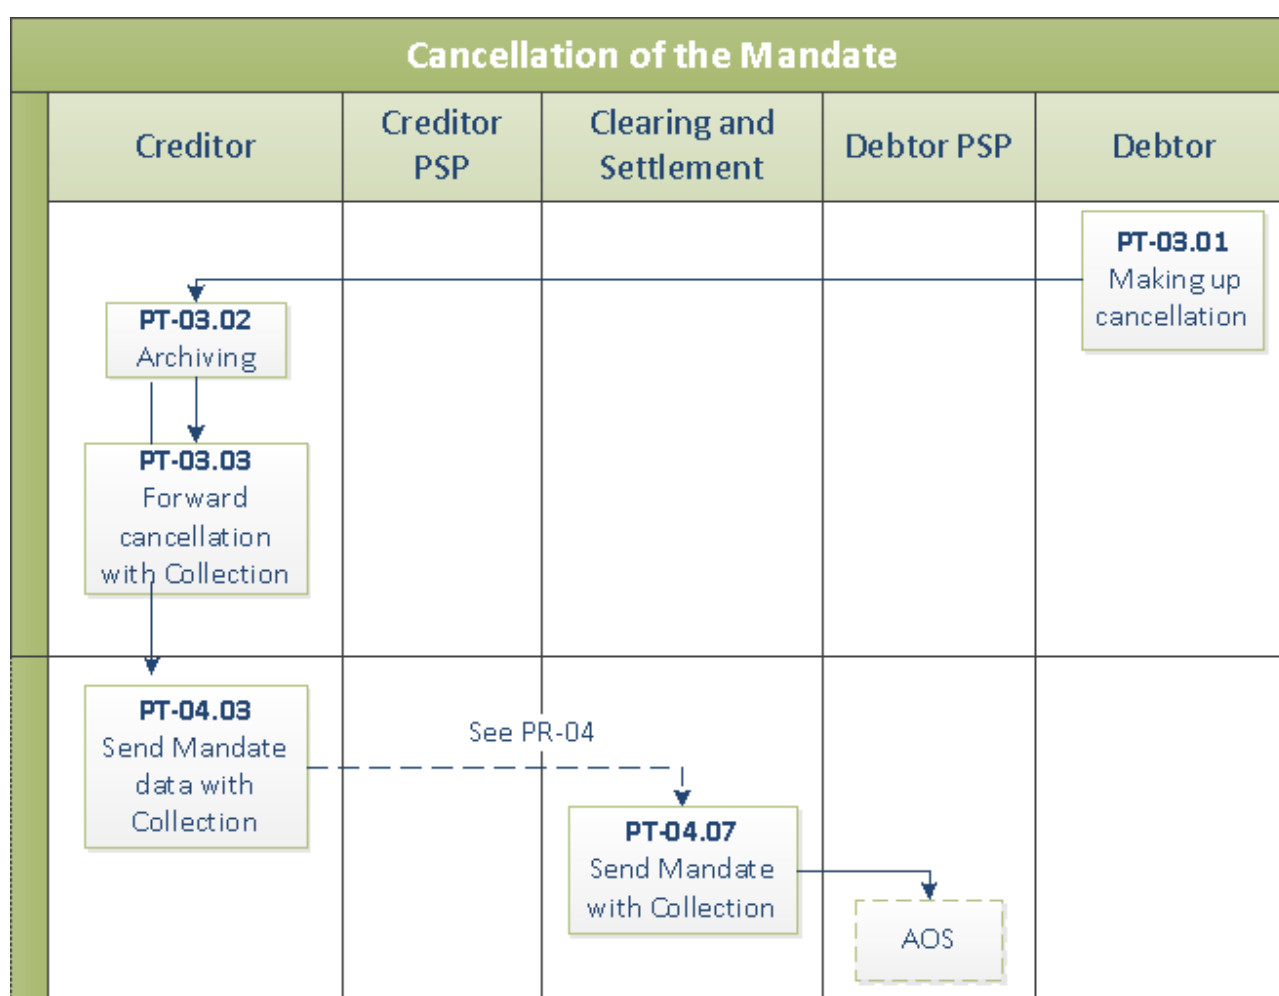 Cancellation of the Mandate
Creditor
Creditor
PSP
Clearing and
Settlement
Debtor PSP
Debtor
PT-03.01
Making up
cancellation
PT-03.02
Archiving
PT-03.03
Forward
cancellation
with Collection
PT-04.03
Send Mandate
data with
Collection
See PR-04
PT-04.07
Send Mandate
with Collection
AOS